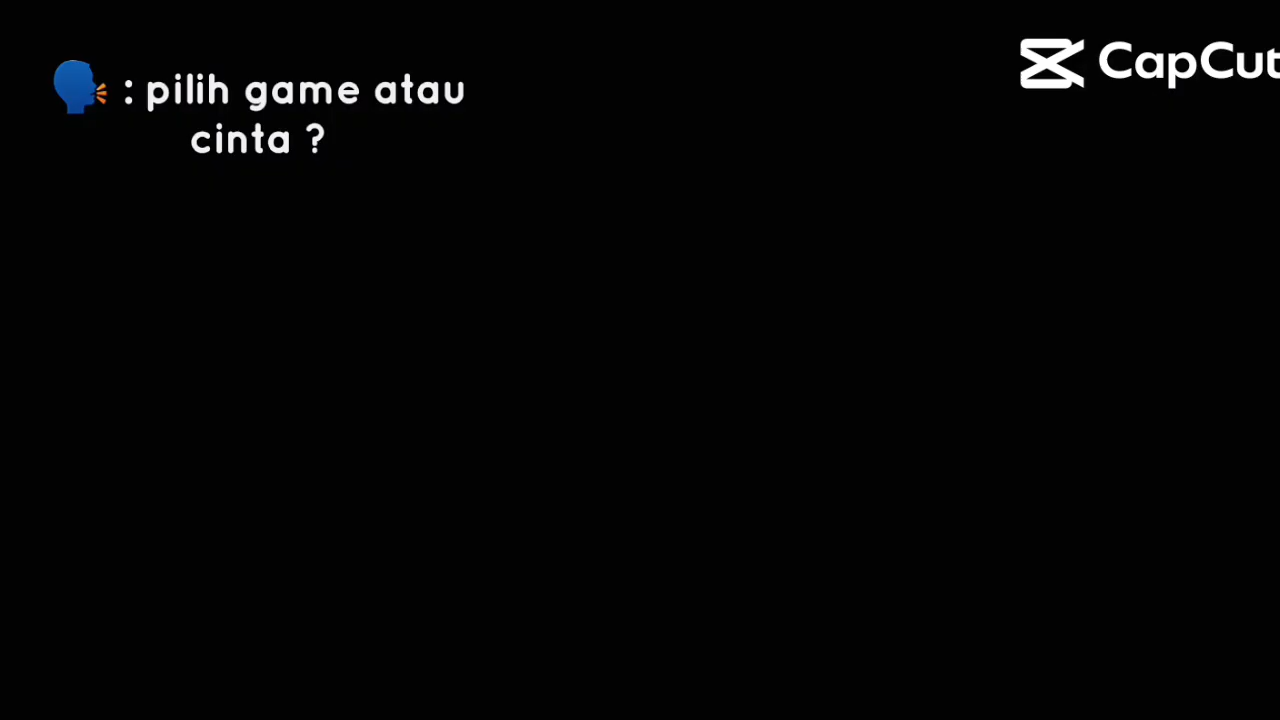 🗣️ : pilih game atau
cinta ?
CapCut